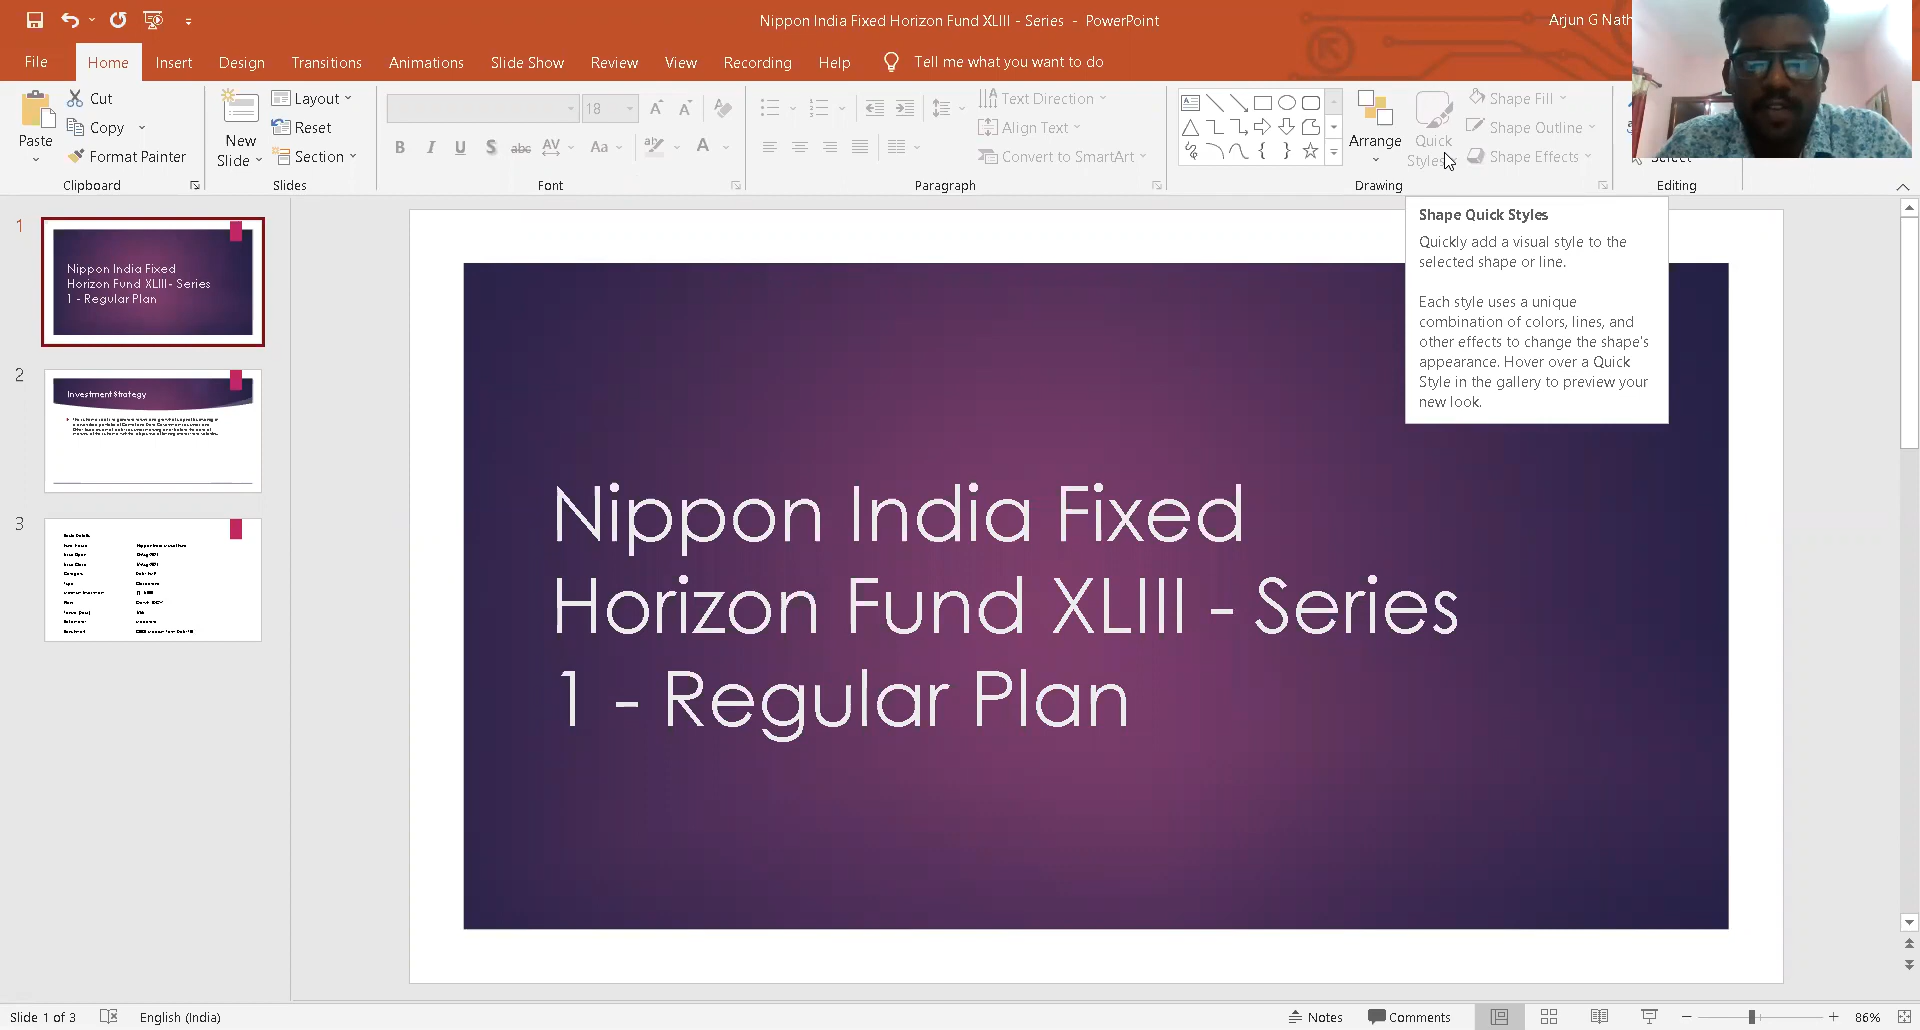 Nippon India Fixed Horizon Fund XLIII - Series - PowerPoint
Arjun G Nath
File Home Insert Design Transitions Animations Slide Show Review View Recording Help Tell me what you want to do
Paste
Cut
Copy
Format Painter
Clipboard
New
Slide
Layout
Reset
Section
Slides
18
B I U S abc AV Aa A
Font
Text Direction
Align Text
Convert to SmartArt
Paragraph
Arrange
Quick
Styles
Shape Fill
Shape Outline
Shape Effects
Drawing
Select
Editing
Shape Quick Styles
Quickly add a visual style to the
selected shape or line.
Each style uses a unique
combination of colors, lines, and
other effects to change the shape's
appearance. Hover over a Quick
Style in the gallery to preview your
new look.
1
Nippon India Fixed
Horizon Fund XLIII - Series
1 - Regular Plan
2
Investment Strategy
3
Nippon India Fixed
Horizon Fund XLIII - Series
1 - Regular Plan
Slide 1 of 3
English (India)
Notes
Comments
86%